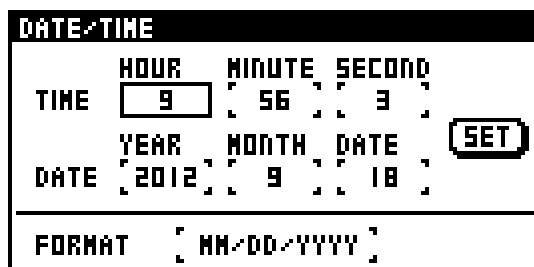 DATE/TIME
HOUR MINUTE SECOND
TIME 9 56 3
SET
YEAR MONTH DATE
DATE 2012 9 18
FORMAT MM/DD/YYYY